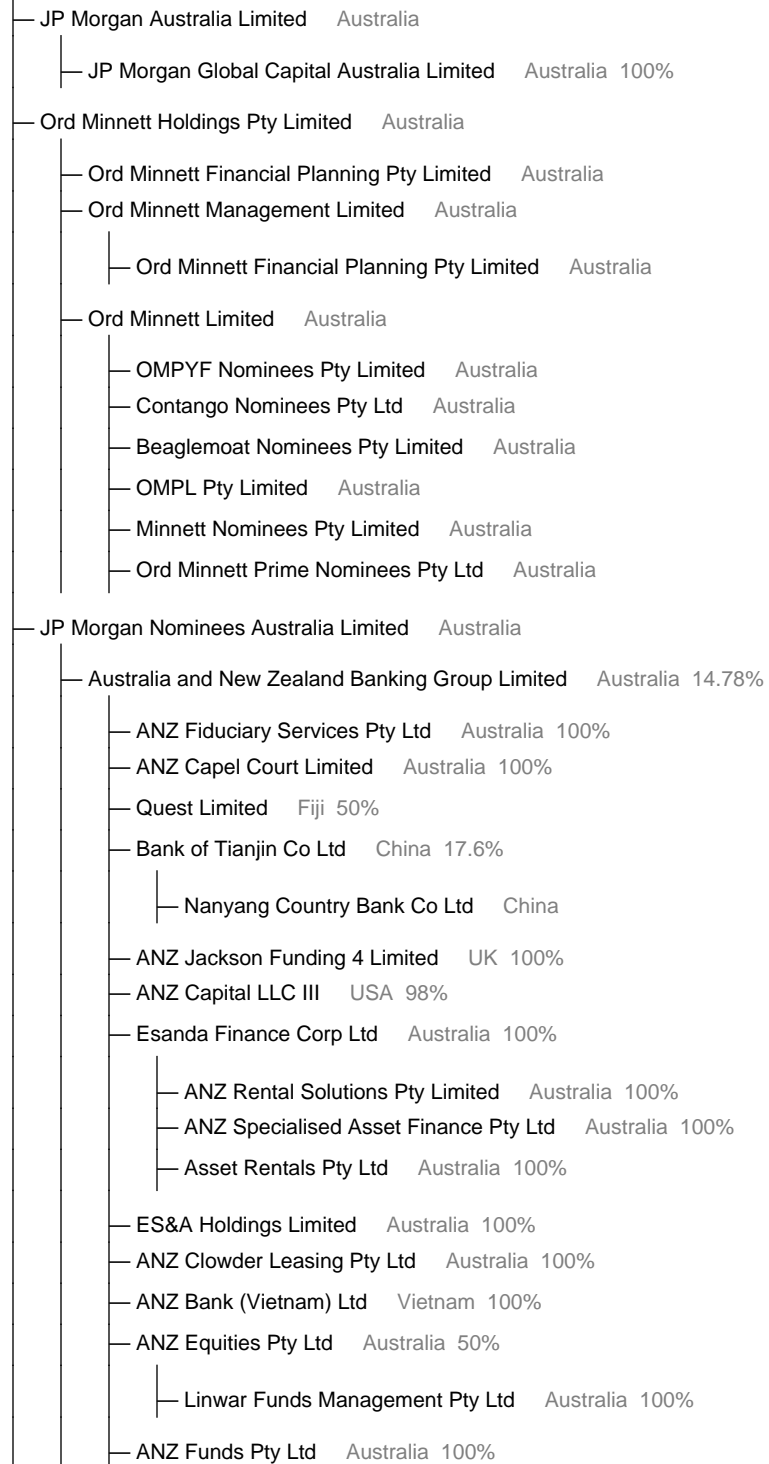 JP Morgan Australia Limited Australia
JP Morgan Global Capital Australia Limited Australia 100%
Ord Minnett Holdings Pty Limited Australia
Ord Minnett Financial Planning Pty Limited Australia
Ord Minnett Management Limited Australia
Ord Minnett Financial Planning Pty Limited Australia
Ord Minnett Limited Australia
OMPYF Nominees Pty Limited Australia
Contango Nominees Pty Ltd Australia
Beaglemoat Nominees Pty Limited Australia
OMPL Pty Limited Australia
Minnett Nominees Pty Limited Australia
Ord Minnett Prime Nominees Pty Ltd Australia
JP Morgan Nominees Australia Limited Australia
Australia and New Zealand Banking Group Limited Australia 14.78%
ANZ Fiduciary Services Pty Ltd Australia 100%
ANZ Capel Court Limited Australia 100%
Quest Limited Fiji 50%
Bank of Tianjin Co Ltd China 17.6%
Nanyang Country Bank Co Ltd China
ANZ Jackson Funding 4 Limited UK 100%
ANZ Capital LLC III USA 98%
Esanda Finance Corp Ltd Australia 100%
ANZ Rental Solutions Pty Limited Australia 100%
ANZ Specialised Asset Finance Pty Ltd Australia 100%
Asset Rentals Pty Ltd Australia 100%
ES&A Holdings Limited Australia 100%
ANZ Clowder Leasing Pty Ltd Australia 100%
ANZ Bank (Vietnam) Ltd Vietnam 100%
ANZ Equities Pty Ltd Australia 50%
Linwar Funds Management Pty Ltd Australia 100%
ANZ Funds Pty Ltd Australia 100%